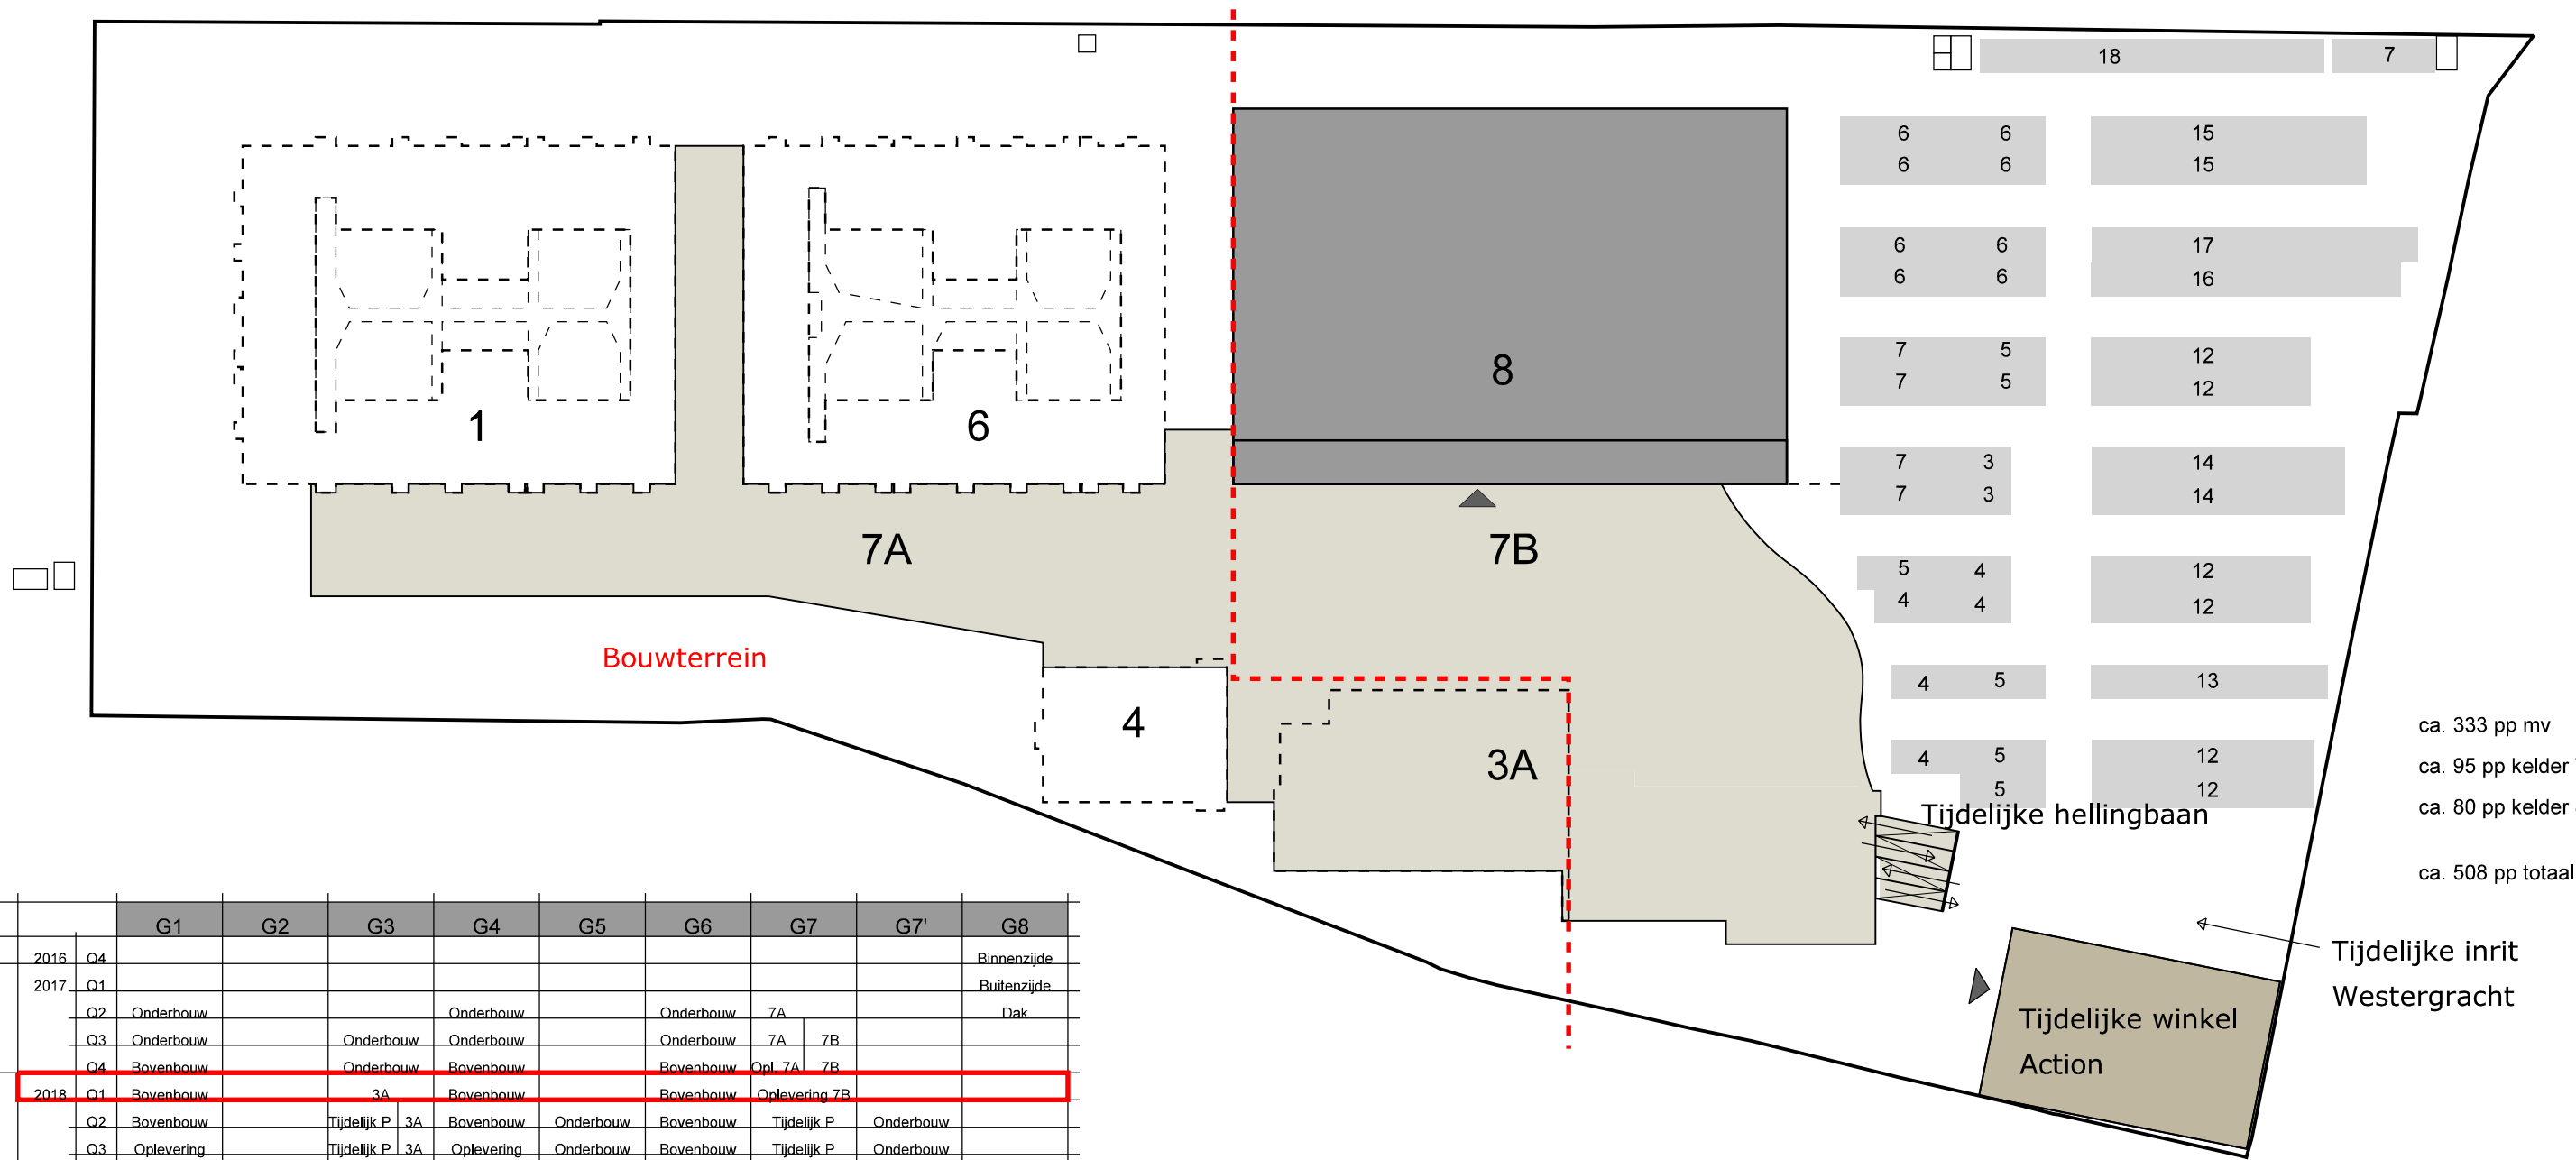 18 7
6 6 15
6 6 15
6 6 17
6 6 16
7 5 12
7 5 12
7 3 14
7 3 14
5 4 12
4 4 12
4 5 13
4 5 12
5 12
1
6
8
7A
7B
Bouwterrein
4
3A
ca. 333 pp mv
ca. 95 pp kelder
ca. 80 pp kelder
ca. 508 pp totaal
Tijdelijke hellingbaan
Tijdelijke inrit
Westergracht
Tijdelijke winkel
Action
G1 G2 G3 G4 G5 G6 G7 G7' G8
2016 Q4 Binnenzijde
2017 Q1 Buitenzijde
Q2 Onderbouw Onderbouw Onderbouw 7A Dak
Q3 Onderbouw Onderbouw Onderbouw Onderbouw 7A 7B
Q4 Bovenbouw Onderbouw Bovenbouw Bovenbouw Opl. 7A 7B
2018 Q1 Bovenbouw 3A Bovenbouw Bovenbouw Oplevering 7B
Q2 Bovenbouw Tijdelijk P 3A Bovenbouw Onderbouw Bovenbouw Tijdelijk P Onderbouw
Q3 Oplevering Tijdelijk P 3A Oplevering Onderbouw Bovenbouw Tijdelijk P Onderbouw